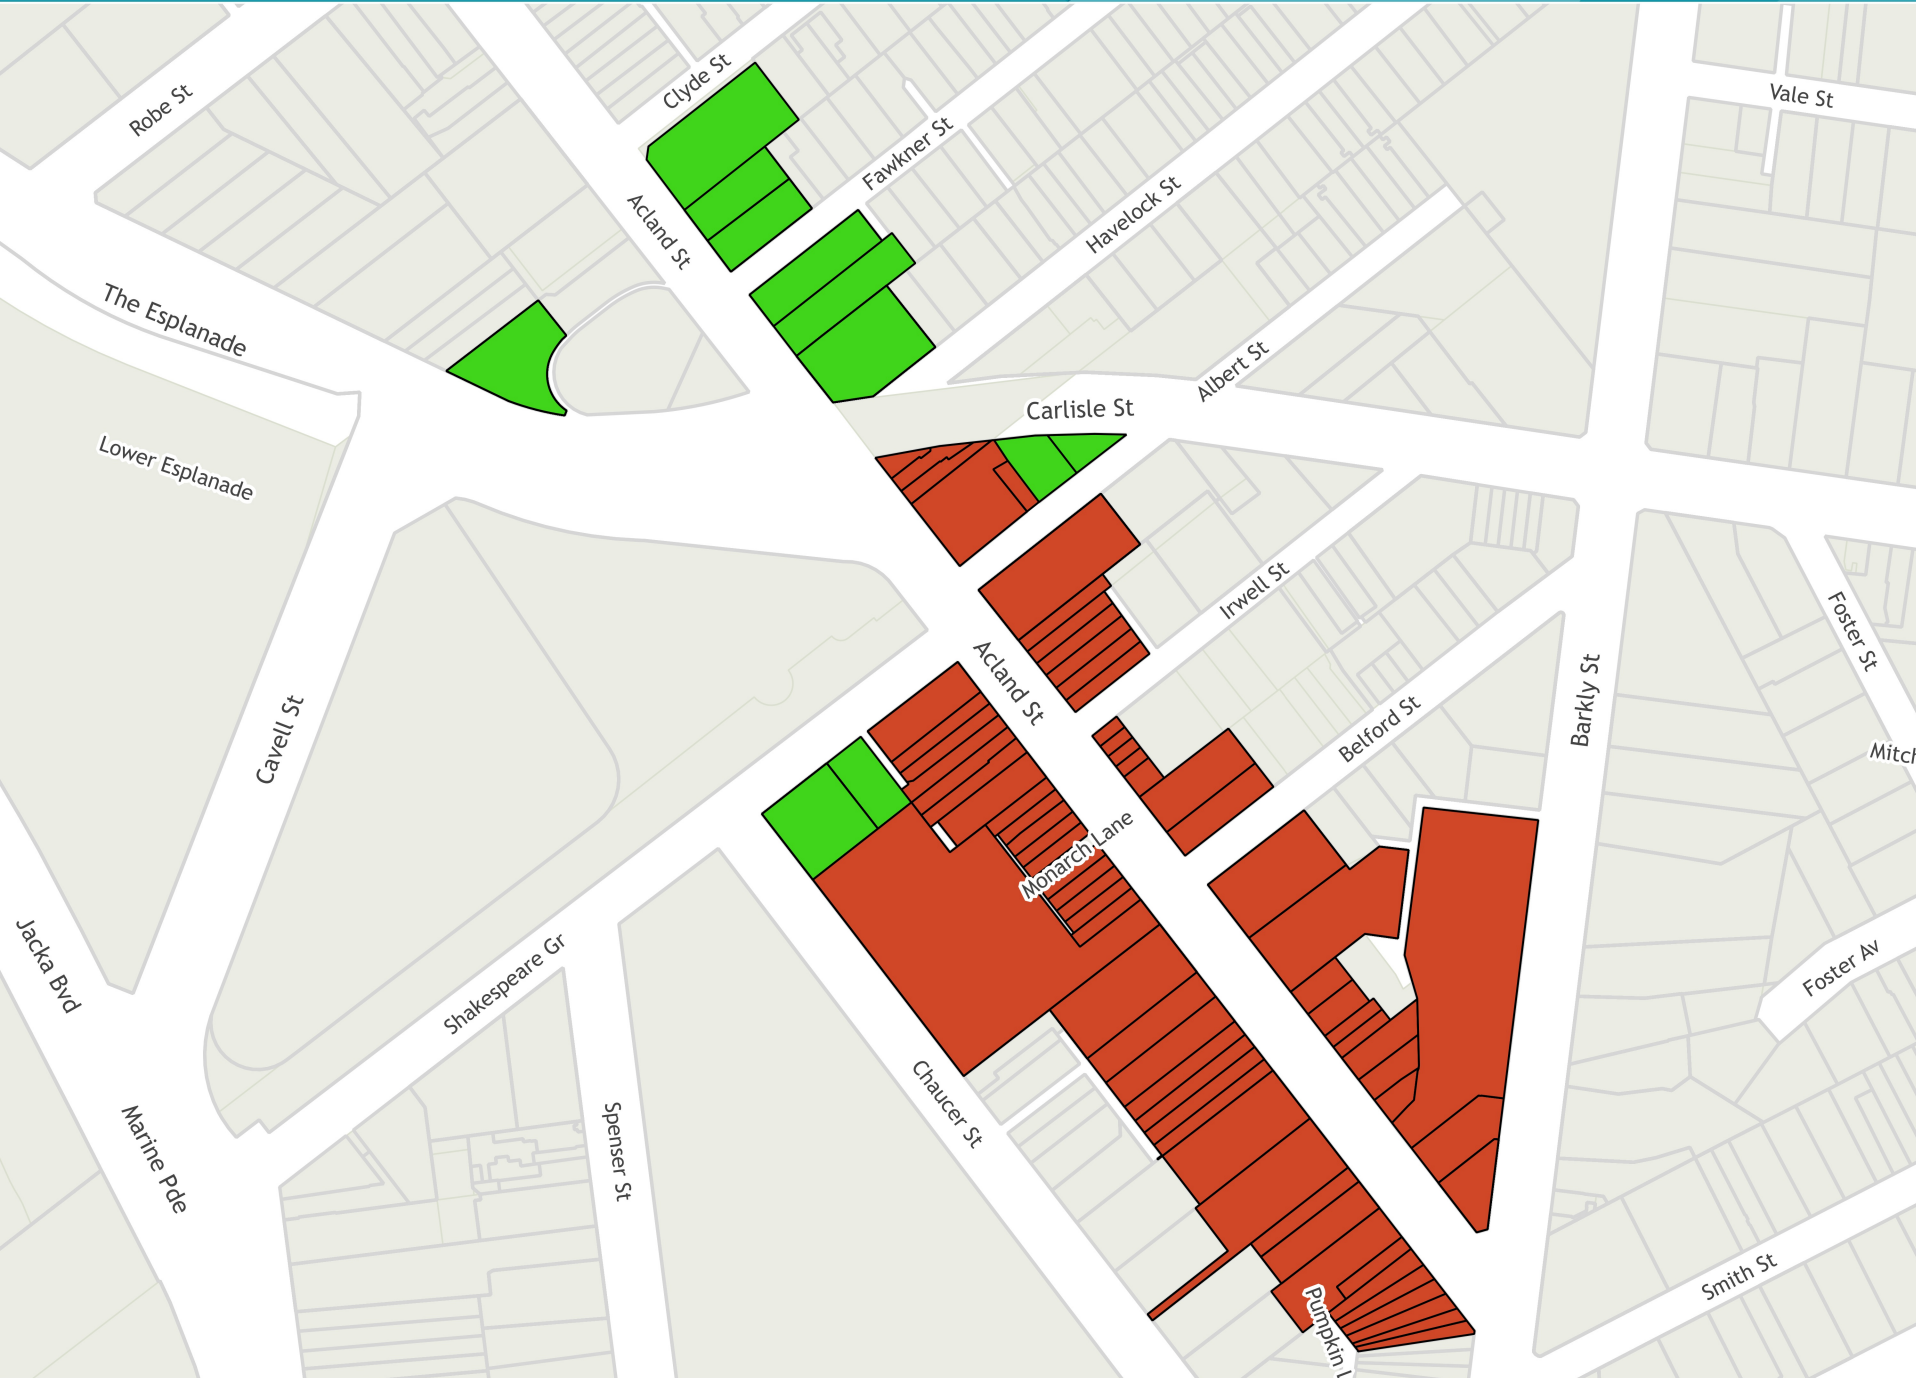 Clyde St
Vale St
Robe St
Fawkner St
Acland St
Havelock St
The Esplanade
Albert St
Carlisle St
Lower Esplanade
Irwell St
Foster St
Acland St
Barkly St
Belford St
Cavell St
Mitch
Monarch Lane
Jacka Bvd
Shakespeare Gr
Foster Av
Chaucer St
Spenser St
Marine Pde
Smith St
Pumpkin L